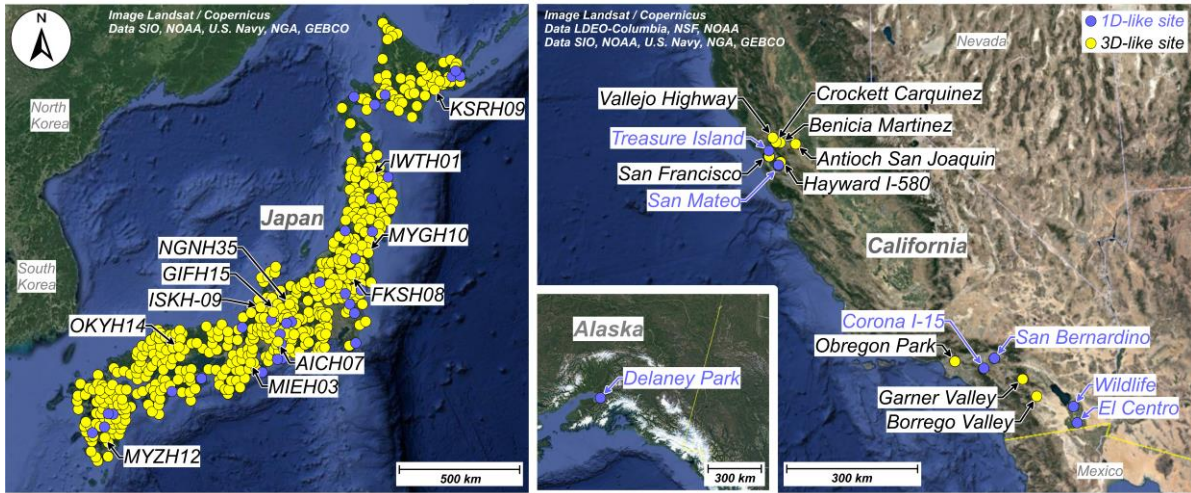 N
Image Landsat / Copernicus
Data SIO, NOAA, U.S. Navy, NGA, GEBCO
North
Korea
South
Korea
Japan
KSRH09
IWTH01
MYGH10
NGNH35
GIFH15
ISKH-09
FKSH08
OKYH14
AICH07
MIEH03
MYZH12
500 km
Image Landsat / Copernicus
Data LDEO-Columbia, NSF, NOAA
Data SIO, NOAA, U.S. Navy, NGA, GEBCO
1D-like site
3D-like site
Nevada
Vallejo Highway
Crockett Carquinez
Treasure Island
Benicia Martinez
San Francisco
Antioch San Joaquin
San Mateo
Hayward I-580
California
Corona I-15
San Bernardino
Obregon Park
Garner Valley
Wildlife
Borrego Valley
El Centro
Mexico
300 km
Alaska
Delaney Park
300 km